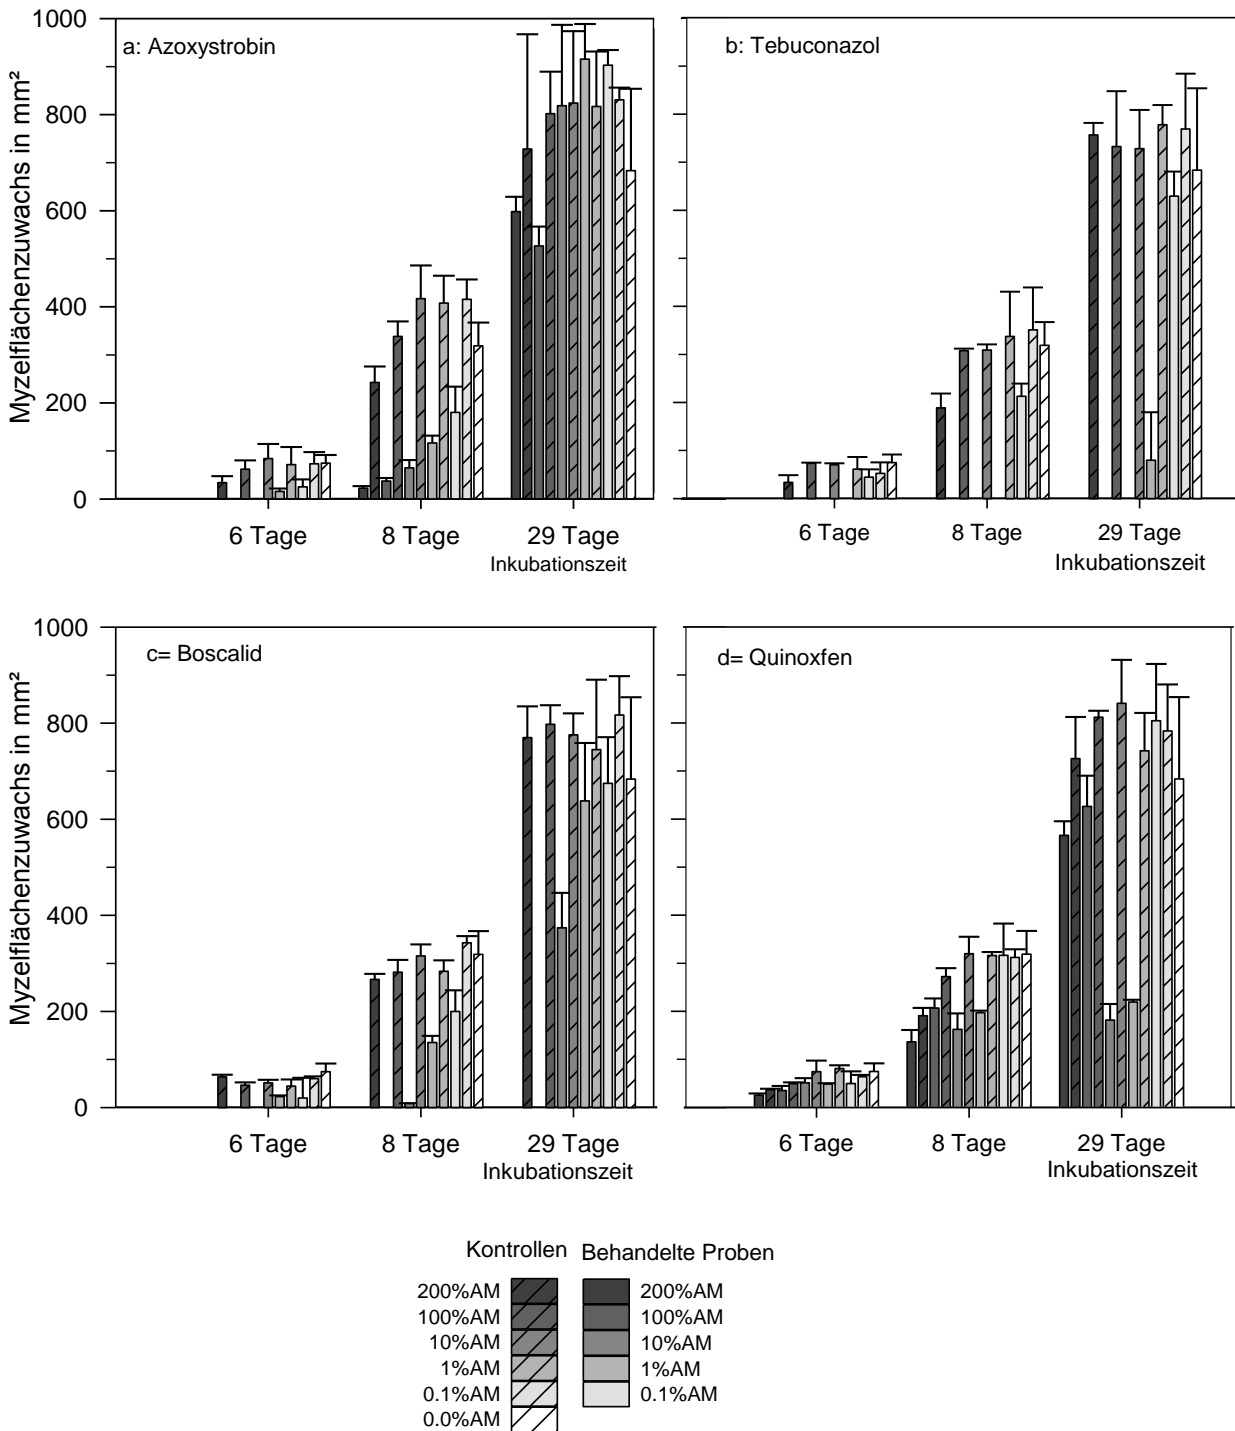 1000
800
600
400
200
0
Myzelflächenzuwachs in mm²
a: Azoxystrobin
b: Tebuconazol
6 Tage
8 Tage
29 Tage
Inkubationszeit
6 Tage
8 Tage
29 Tage
Inkubationszeit
1000
800
600
400
200
0
Myzelflächenzuwachs in mm²
c= Boscalid
d= Quinoxfen
6 Tage
8 Tage
29 Tage
Inkubationszeit
6 Tage
8 Tage
29 Tage
Inkubationszeit
Kontrollen Behandelte Proben
200%AM 200%AM
100%AM 100%AM
10%AM 10%AM
1%AM 1%AM
0.1%AM 0.1%AM
0.0%AM